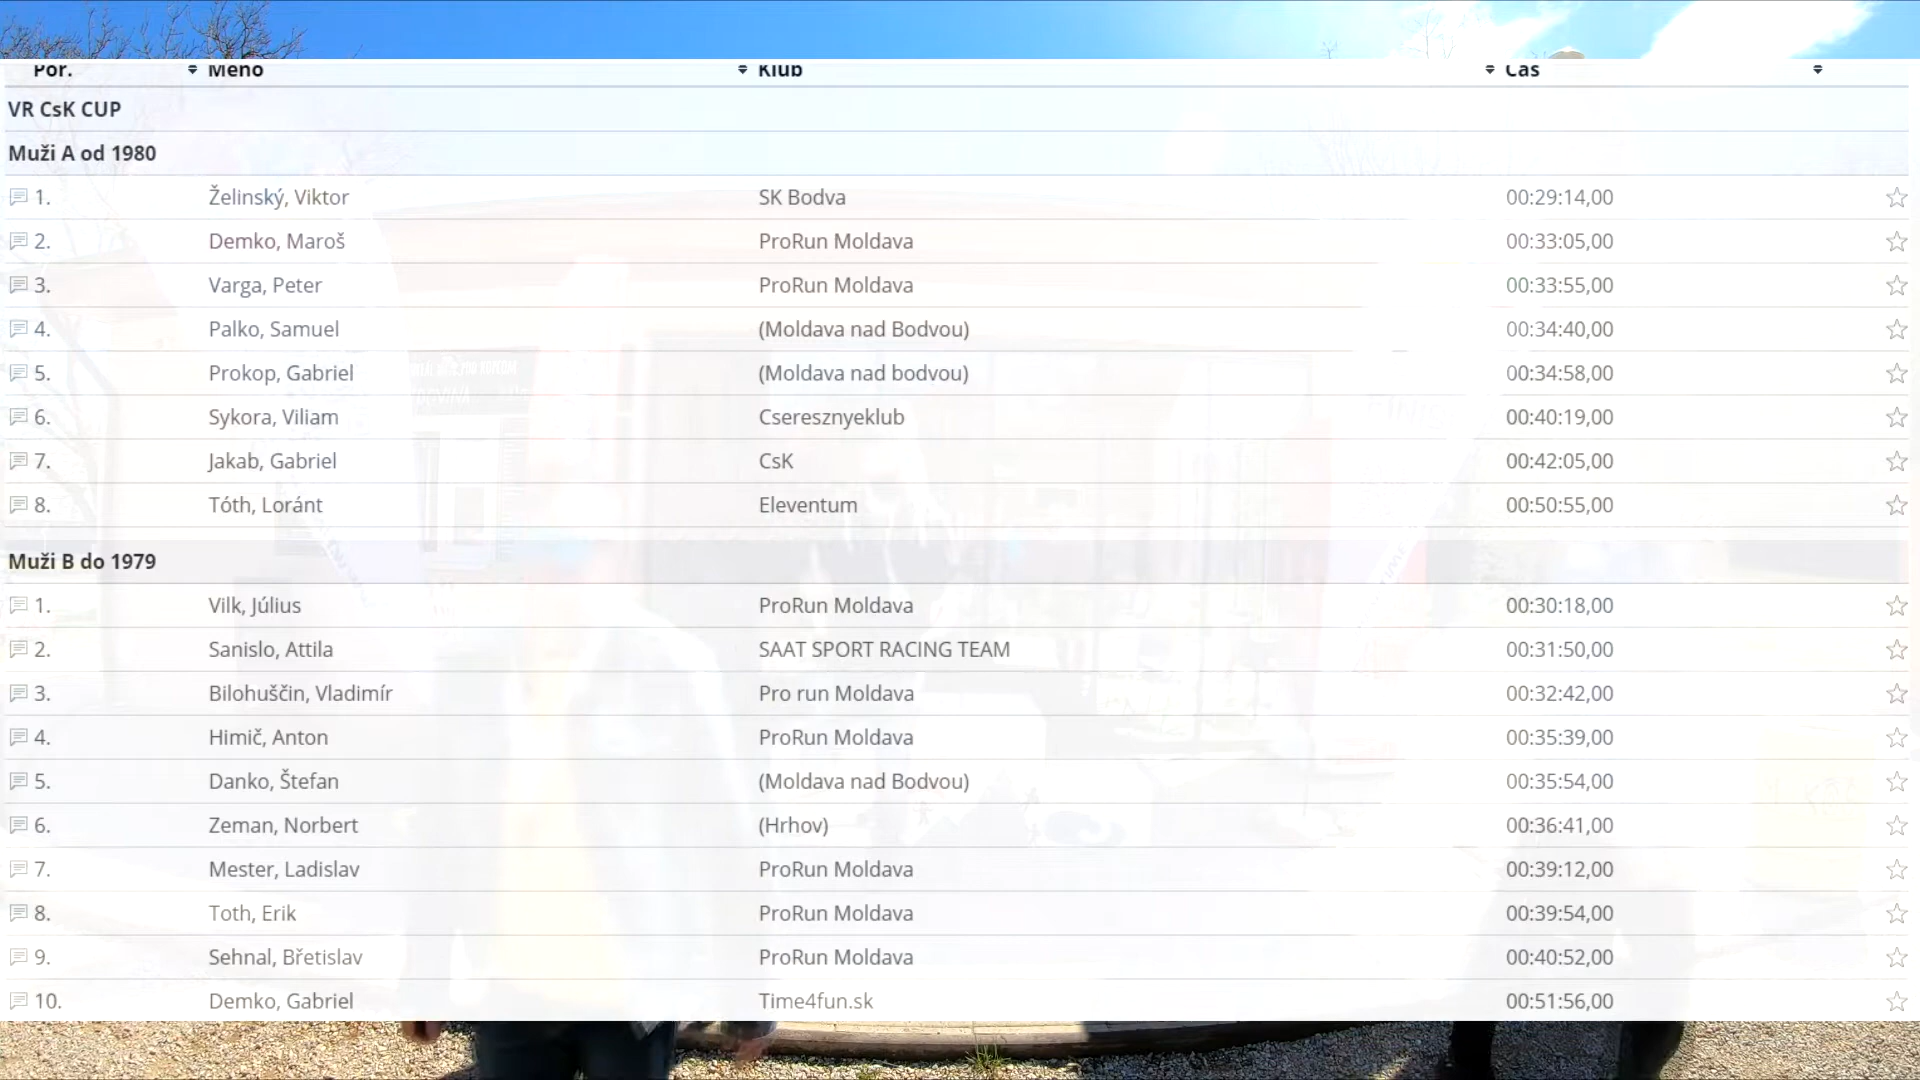 Por. Meno Klub Čas
VR CsK CUP
Muži A od 1980
1. Želinský, Viktor SK Bodva 00:29:14,00
2. Demko, Maroš ProRun Moldava 00:33:05,00
3. Varga, Peter ProRun Moldava 00:33:55,00
4. Palko, Samuel (Moldava nad Bodvou) 00:34:40,00
5. Prokop, Gabriel (Moldava nad bodvou) 00:34:58,00
6. Sykora, Viliam Cseresznyeklub 00:40:19,00
7. Jakab, Gabriel CsK 00:42:05,00
8. Tóth, Loránt Eleventum 00:50:55,00
Muži B do 1979
1. Vilk, Július ProRun Moldava 00:30:18,00
2. Sanislo, Attila SAAT SPORT RACING TEAM 00:31:50,00
3. Bilohuščin, Vladimír Pro run Moldava 00:32:42,00
4. Himič, Anton ProRun Moldava 00:35:39,00
5. Danko, Štefan (Moldava nad Bodvou) 00:35:54,00
6. Zeman, Norbert (Hrhov) 00:36:41,00
7. Mester, Ladislav ProRun Moldava 00:39:12,00
8. Toth, Erik ProRun Moldava 00:39:54,00
9. Sehnal, Břetislav ProRun Moldava 00:40:52,00
10. Demko, Gabriel Time4fun.sk 00:51:56,00